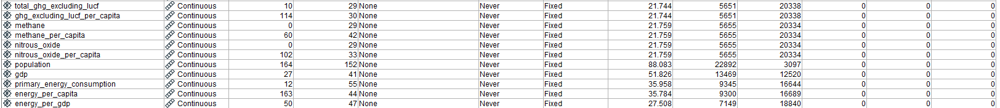 total_ghg_excluding_lucf Continuous 10 29 None Never Fixed 21.744 5651 20338 0 0 0
ghg_excluding_lucf_per_capita Continuous 114 30 None Never Fixed 21.744 5651 20338 0 0 0
methane Continuous 0 29 None Never Fixed 21.759 5655 20334 0 0 0
methane_per_capita Continuous 60 42 None Never Fixed 21.759 5655 20334 0 0 0
nitrous_oxide Continuous 0 29 None Never Fixed 21.759 5655 20334 0 0 0
nitrous_oxide_per_capita Continuous 102 33 None Never Fixed 21.759 5655 20334 0 0 0
population Continuous 164 152 None Never Fixed 88.083 22892 3097 0 0 0
gdp Continuous 27 41 None Never Fixed 51.826 13469 12520 0 0 0
primary_energy_consumption Continuous 12 55 None Never Fixed 35.958 9345 16644 0 0 0
energy_per_capita Continuous 163 44 None Never Fixed 35.784 9300 16689 0 0 0
energy_per_gdp Continuous 50 47 None Never Fixed 27.508 7149 18840 0 0 0